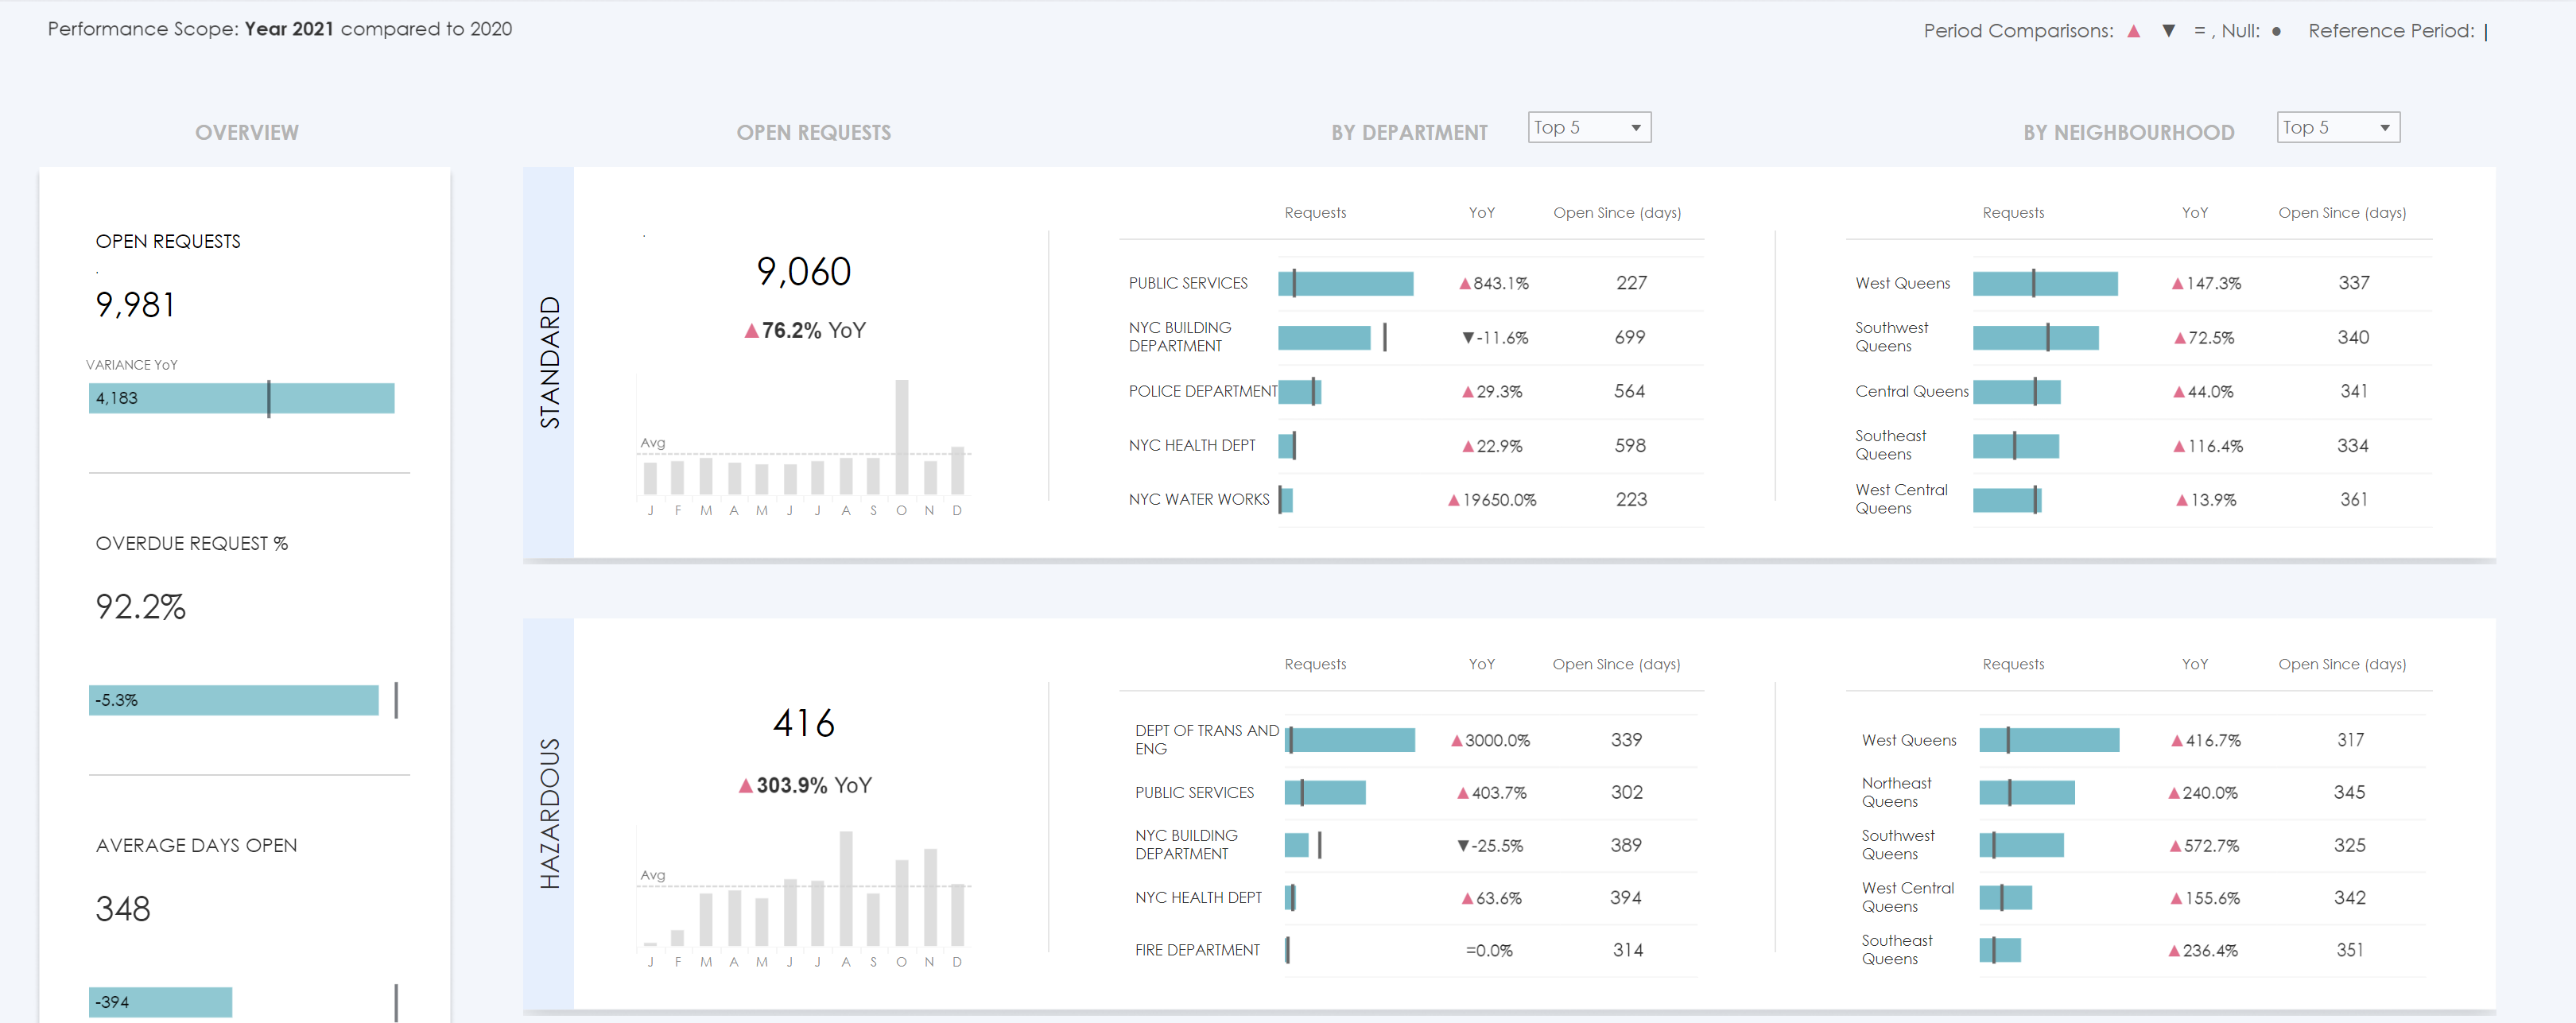 Performance Scope: Year 2021 compared to 2020
Period Comparisons: ▲ ▼ = , Null: ● Reference Period: |
OVERVIEW
OPEN REQUESTS
BY DEPARTMENT
Top 5
BY NEIGHBOURHOOD
Top 5
OPEN REQUESTS
9,981
VARIANCE YoY
4,183
OVERDUE REQUEST %
92.2%
-5.3%
AVERAGE DAYS OPEN
348
-394
STANDARD
9,060
▲76.2% YoY
Avg
J F M A M J J A S O N D
Requests YoY Open Since (days)
PUBLIC SERVICES ▲843.1% 227
NYC BUILDING
DEPARTMENT ▼-11.6% 699
POLICE DEPARTMENT ▲29.3% 564
NYC HEALTH DEPT ▲22.9% 598
NYC WATER WORKS ▲19650.0% 223
Requests YoY Open Since (days)
West Queens ▲147.3% 337
Southwest
Queens ▲72.5% 340
Central Queens ▲44.0% 341
Southeast
Queens ▲116.4% 334
West Central
Queens ▲13.9% 361
HAZARDOUS
416
▲303.9% YoY
Avg
J F M A M J J A S O N D
Requests YoY Open Since (days)
DEPT OF TRANS AND
ENG ▲3000.0% 339
PUBLIC SERVICES ▲403.7% 302
NYC BUILDING
DEPARTMENT ▼-25.5% 389
NYC HEALTH DEPT ▲63.6% 394
FIRE DEPARTMENT =0.0% 314
Requests YoY Open Since (days)
West Queens ▲416.7% 317
Northeast
Queens ▲240.0% 345
Southwest
Queens ▲572.7% 325
West Central
Queens ▲155.6% 342
Southeast
Queens ▲236.4% 351